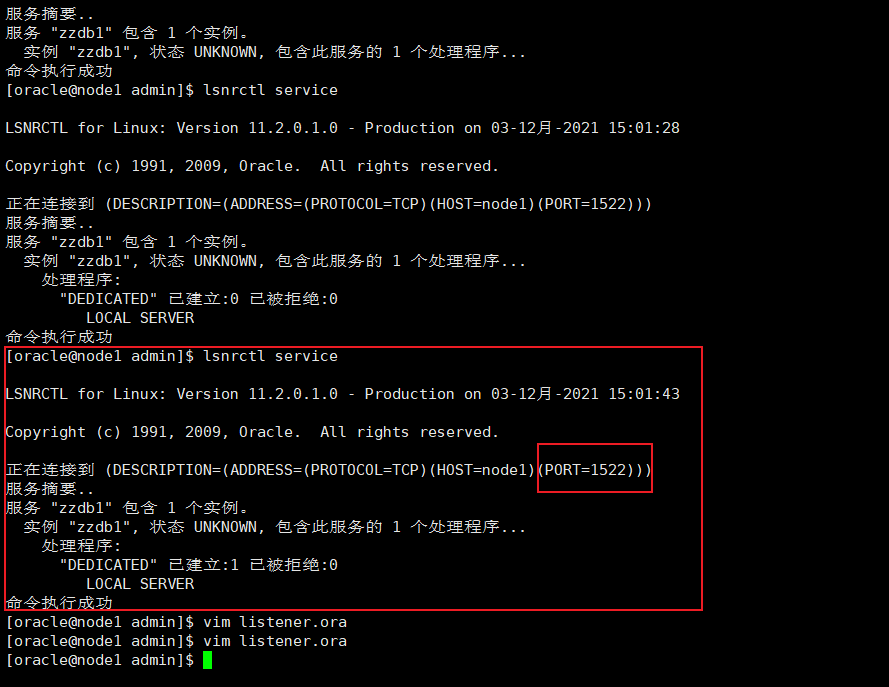 服务摘要..
服务 "zzdb1" 包含 1 个实例。
  实例 "zzdb1", 状态 UNKNOWN, 包含此服务的 1 个处理程序...
命令执行成功
[oracle@node1 admin]$ lsnrctl service
LSNRCTL for Linux: Version 11.2.0.1.0 - Production on 03-12月-2021 15:01:28
Copyright (c) 1991, 2009, Oracle.  All rights reserved.
正在连接到 (DESCRIPTION=(ADDRESS=(PROTOCOL=TCP)(HOST=node1)(PORT=1522)))
服务摘要..
服务 "zzdb1" 包含 1 个实例。
  实例 "zzdb1", 状态 UNKNOWN, 包含此服务的 1 个处理程序...
    处理程序:
      "DEDICATED" 已建立:0 已被拒绝:0
         LOCAL SERVER
命令执行成功
[oracle@node1 admin]$ lsnrctl service
LSNRCTL for Linux: Version 11.2.0.1.0 - Production on 03-12月-2021 15:01:43
Copyright (c) 1991, 2009, Oracle.  All rights reserved.
正在连接到 (DESCRIPTION=(ADDRESS=(PROTOCOL=TCP)(HOST=node1)(PORT=1522)))
服务摘要..
服务 "zzdb1" 包含 1 个实例。
  实例 "zzdb1", 状态 UNKNOWN, 包含此服务的 1 个处理程序...
    处理程序:
      "DEDICATED" 已建立:1 已被拒绝:0
         LOCAL SERVER
命令执行成功
[oracle@node1 admin]$ vim listener.ora
[oracle@node1 admin]$ vim listener.ora
[oracle@node1 admin]$